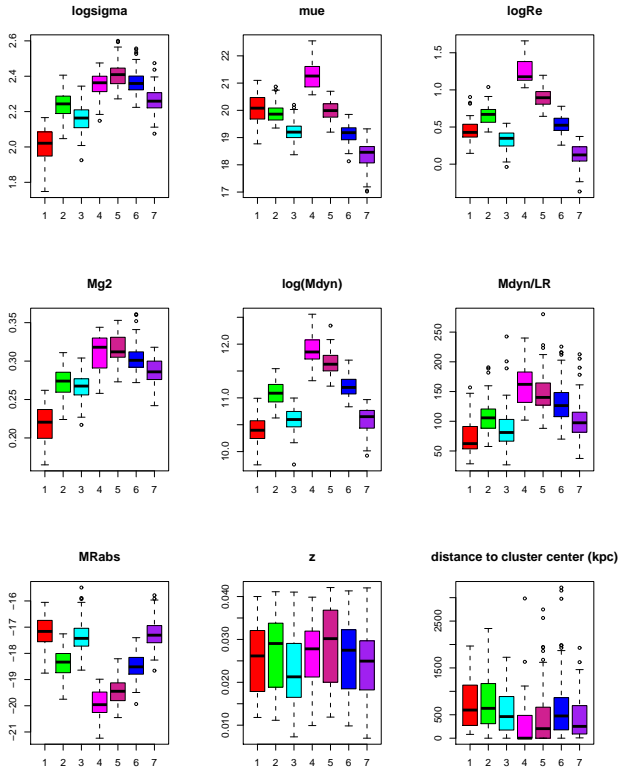 logsigma
mue
logRe
2.6
2.4
2.2
2.0
1.8
1 2 3 4 5 6 7
22
21
20
19
18
17
1 2 3 4 5 6 7
1.5
1.0
0.5
0.0
1 2 3 4 5 6 7
Mg2
log(Mdyn)
Mdyn/LR
0.35
0.30
0.20
1 2 3 4 5 6 7
12.0
11.0
10.0
1 2 3 4 5 6 7
250
200
150
100
50
1 2 3 4 5 6 7
MRabs
z
distance to cluster center (kpc)
−16
−17
−18
−19
−20
−21
1 2 3 4 5 6 7
0.040
0.030
0.020
0.010
1 2 3 4 5 6 7
2500
1500
500
0
1 2 3 4 5 6 7